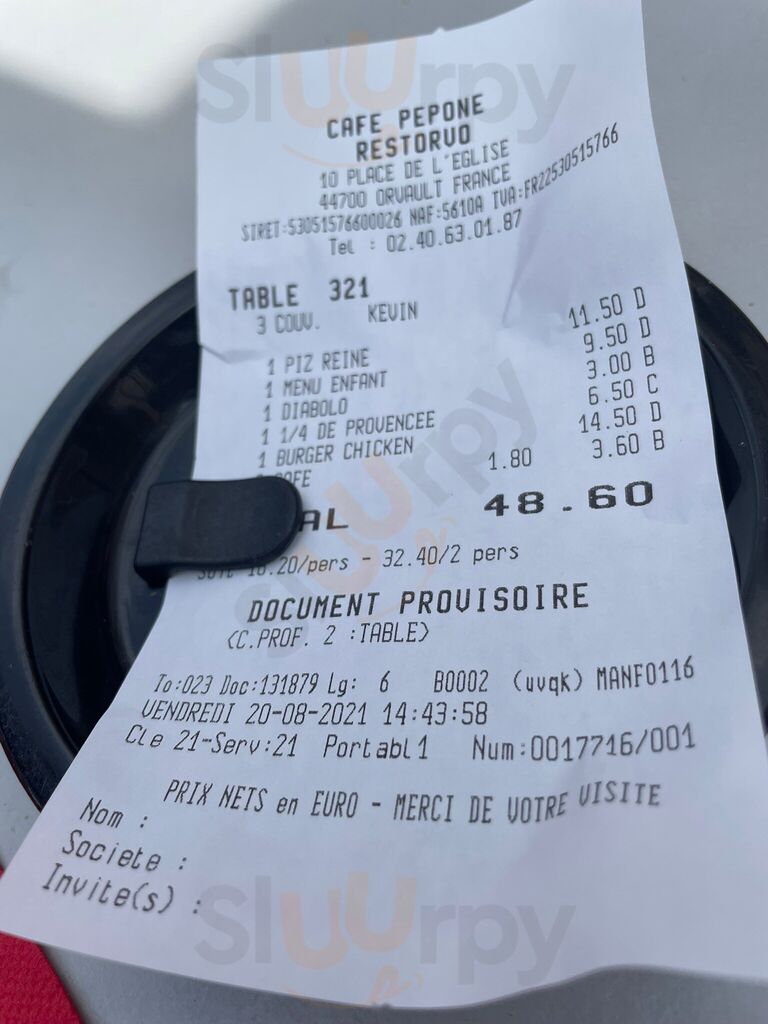 CAFE PEPONE
RESTORVO
10 PLACE DE L'EGLISE
44700 ORVAULT FRANCE
SIRET:53051576600026 NAF:5610A TVA:FR22530515766
Tel : 02.40.63.01.87
TABLE 321
3 COUV. KEVIN
1 PIZ REINE 11.50 D
1 MENU ENFANT 9.50 D
1 DIABOLO 3.00 B
1 1/4 DE PROVENCEE 6.50 C
1 BURGER CHICKEN 14.50 D
1.80 3.60 B
48.60
/pers - 32.40/2 pers
DOCUMENT PROVISOIRE
(C.PROF. 2 :TABLE)
To:023 Doc:131879 Lg: 6 B0002 (uvqk) MANF0116
VENDREDI 20-08-2021 14:43:58
Cle 21-Serv:21 Portabl1 Num:0017716/001
PRIX NETS en EURO - MERCI DE VOTRE VISITE
Nom :
Societe :
Invite(s) :
Sluurpy
Sluurpy
Sluurpy